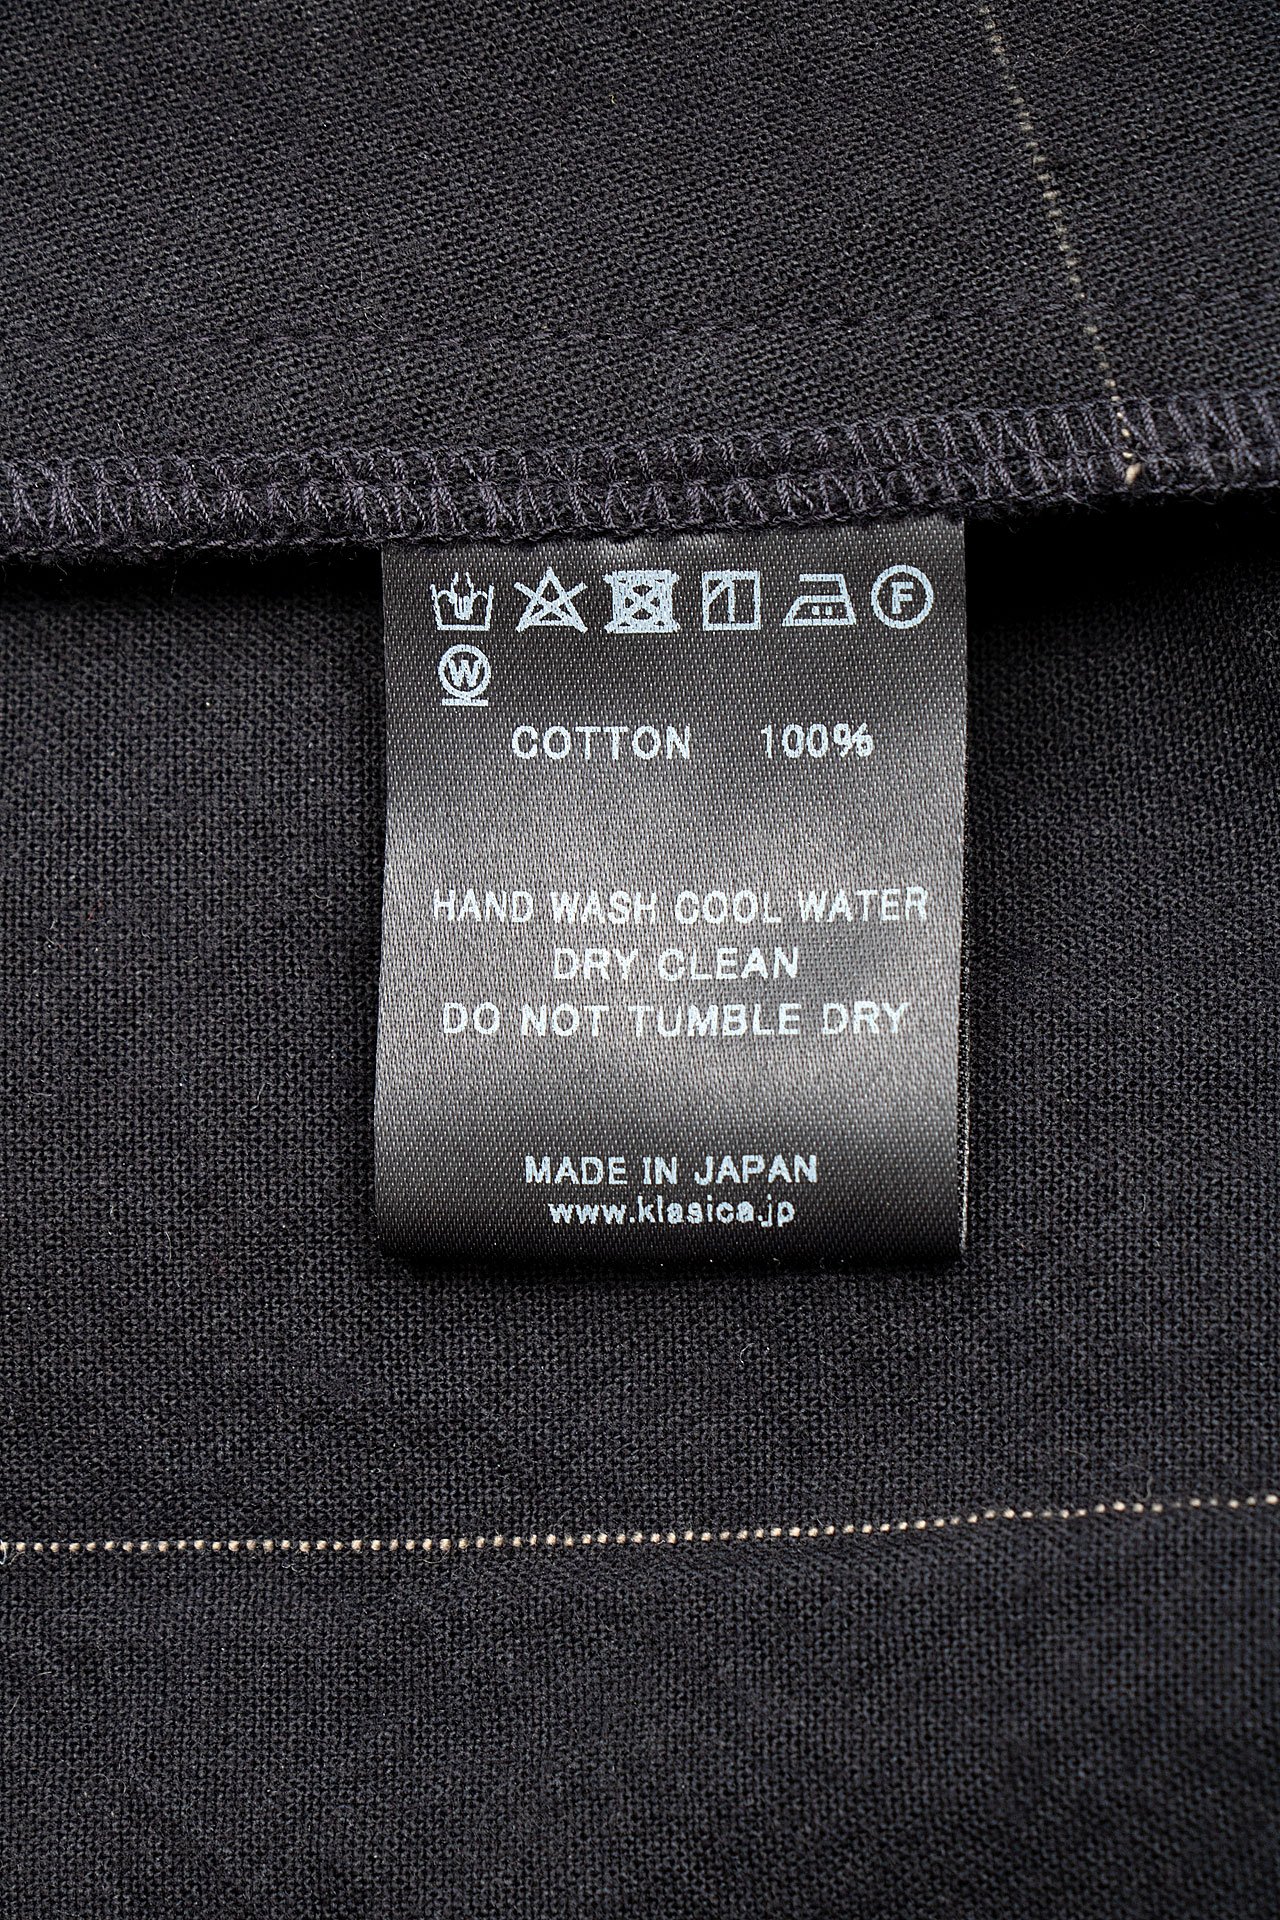 F
W
COTTON 100%
HAND WASH COOL WATER
DRY CLEAN
DO NOT TUMBLE DRY
MADE IN JAPAN
www.klasica.jp